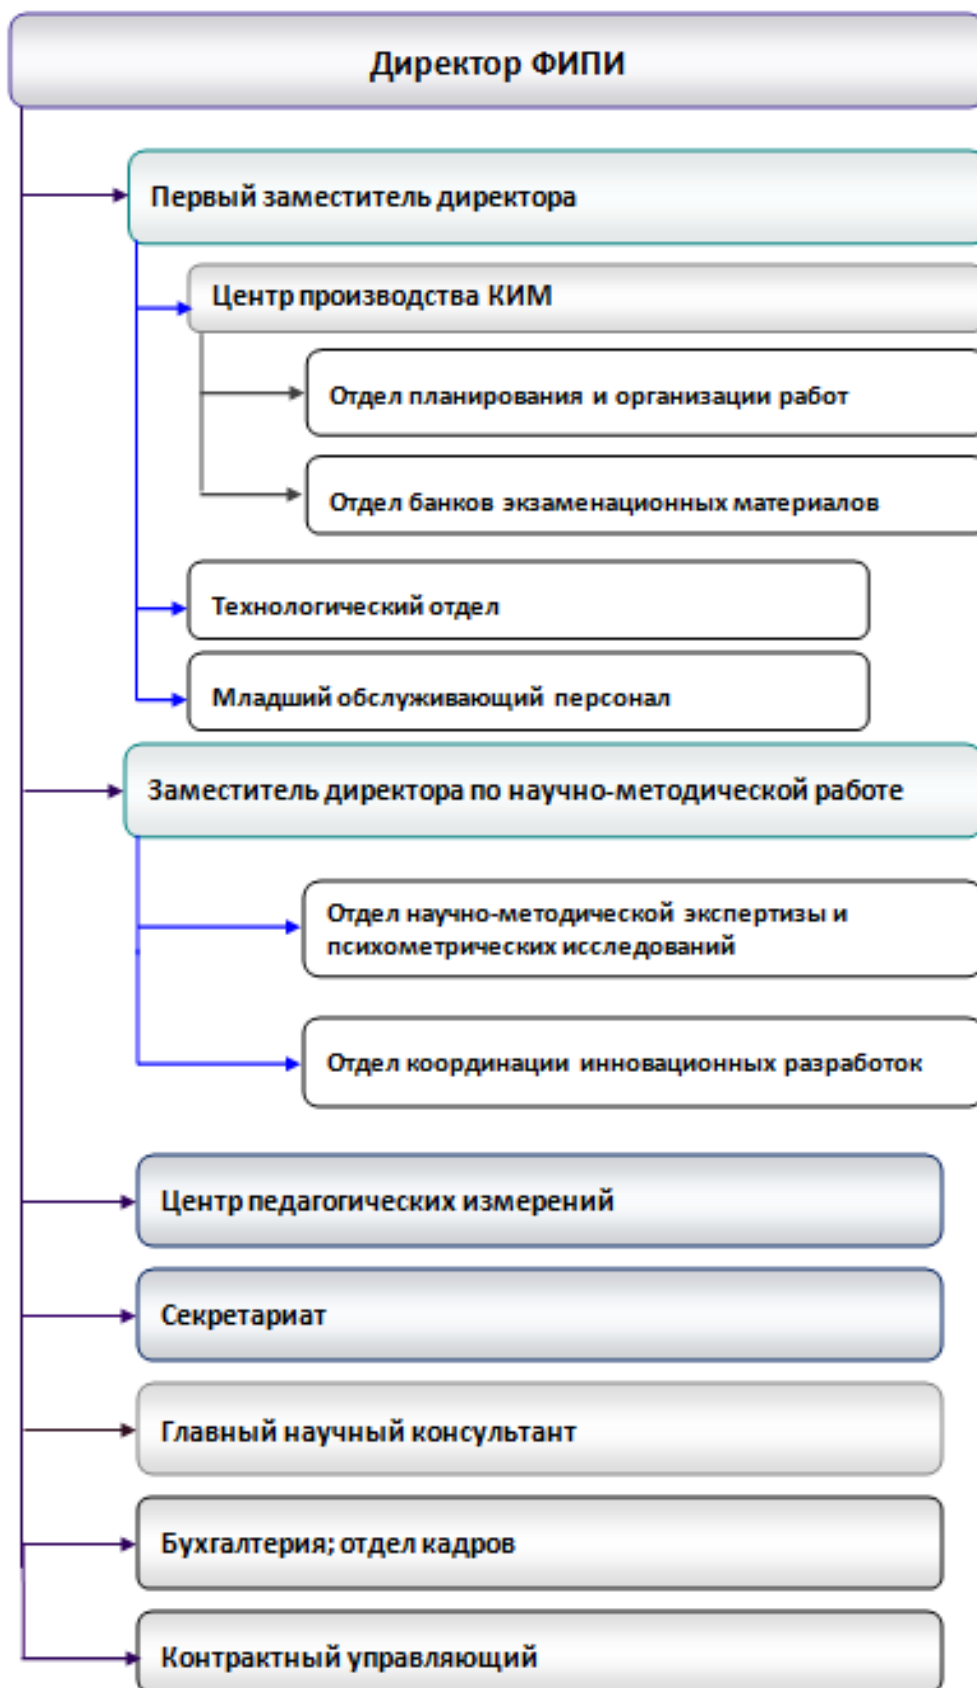 Директор ФИПИ
Первый заместитель директора
Центр производства КИМ
Отдел планирования и организации работ
Отдел банков экзаменационных материалов
Технологический отдел
Младший обслуживающий персонал
Заместитель директора по научно-методической работе
Отдел научно-методической экспертизы и
психометрических исследований
Отдел координации инновационных разработок
Центр педагогических измерений
Секретариат
Главный научный консультант
Бухгалтерия; отдел кадров
Контрактный управляющий